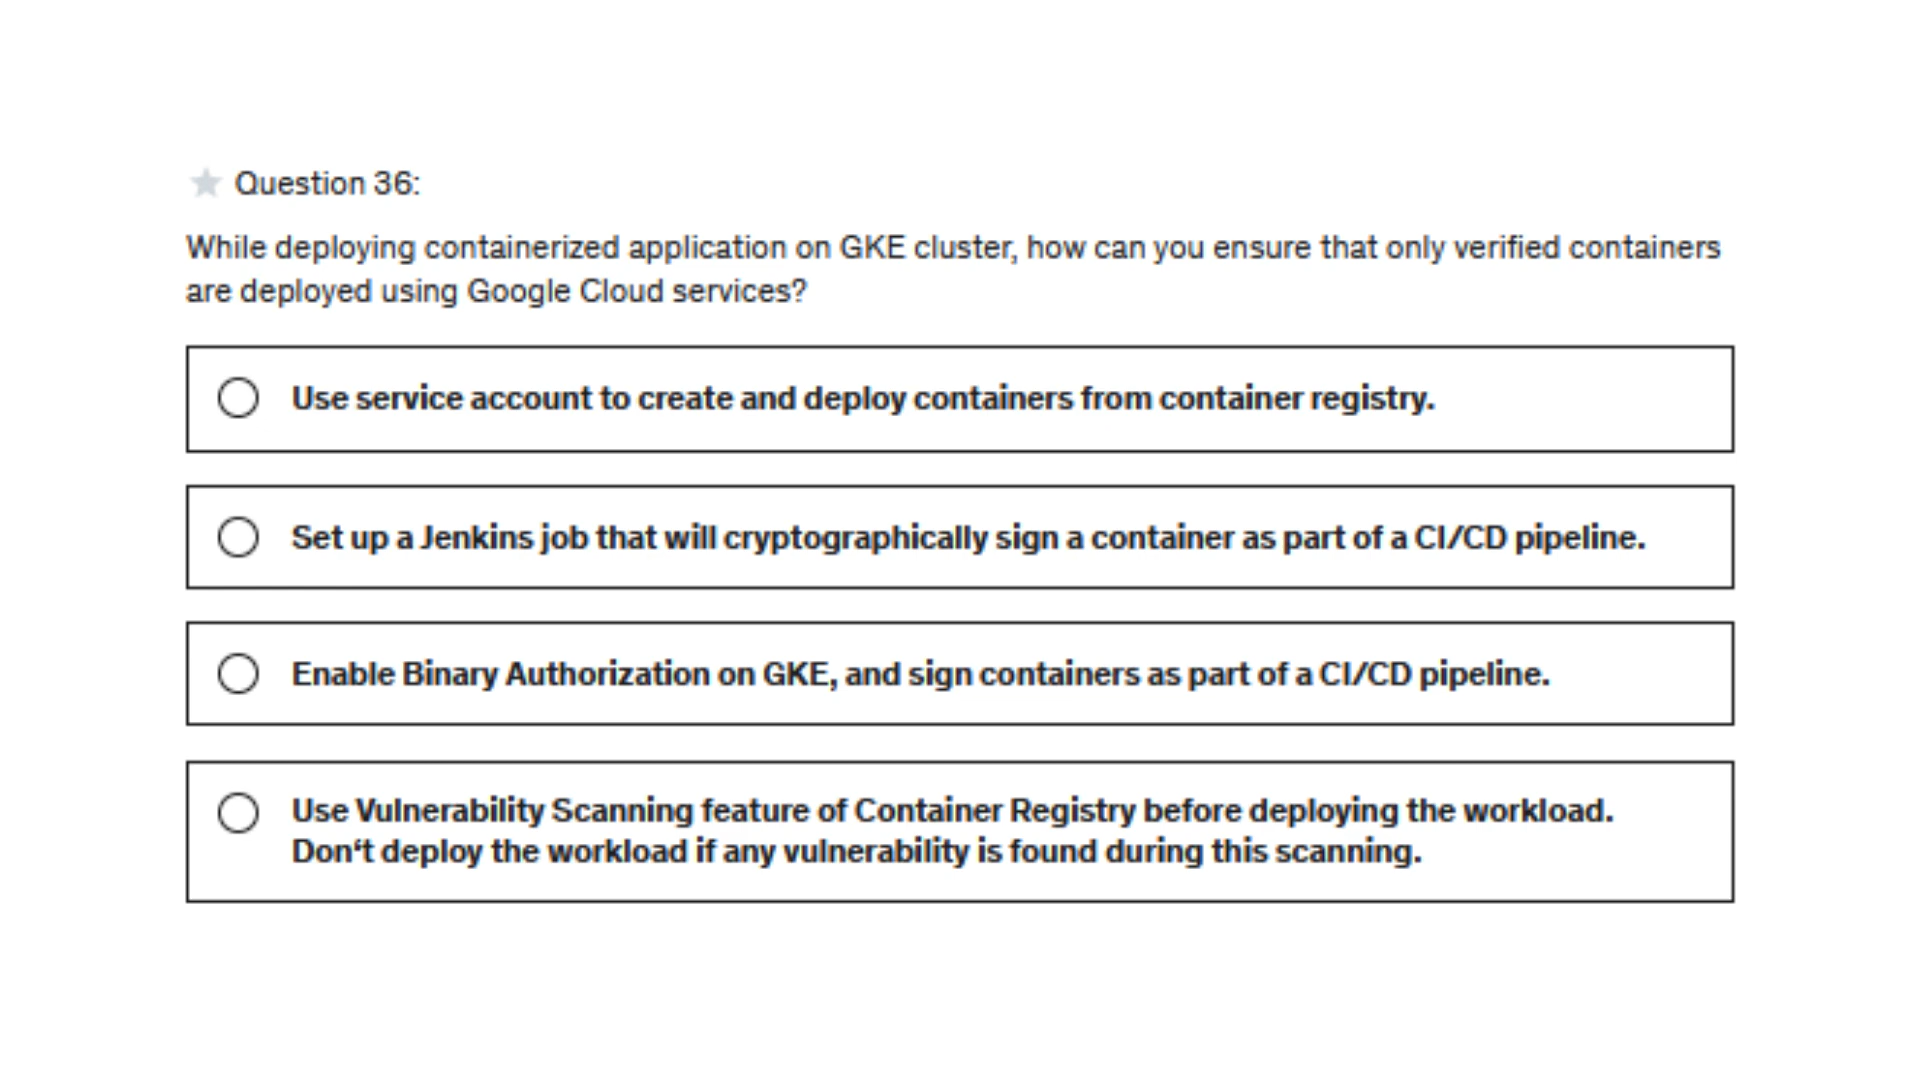 Question 36:
While deploying containerized application on GKE cluster, how can you ensure that only verified containers
are deployed using Google Cloud services?
Use service account to create and deploy containers from container registry.
Set up a Jenkins job that will cryptographically sign a container as part of a CI/CD pipeline.
Enable Binary Authorization on GKE, and sign containers as part of a CI/CD pipeline.
Use Vulnerability Scanning feature of Container Registry before deploying the workload.
Don‘t deploy the workload if any vulnerability is found during this scanning.